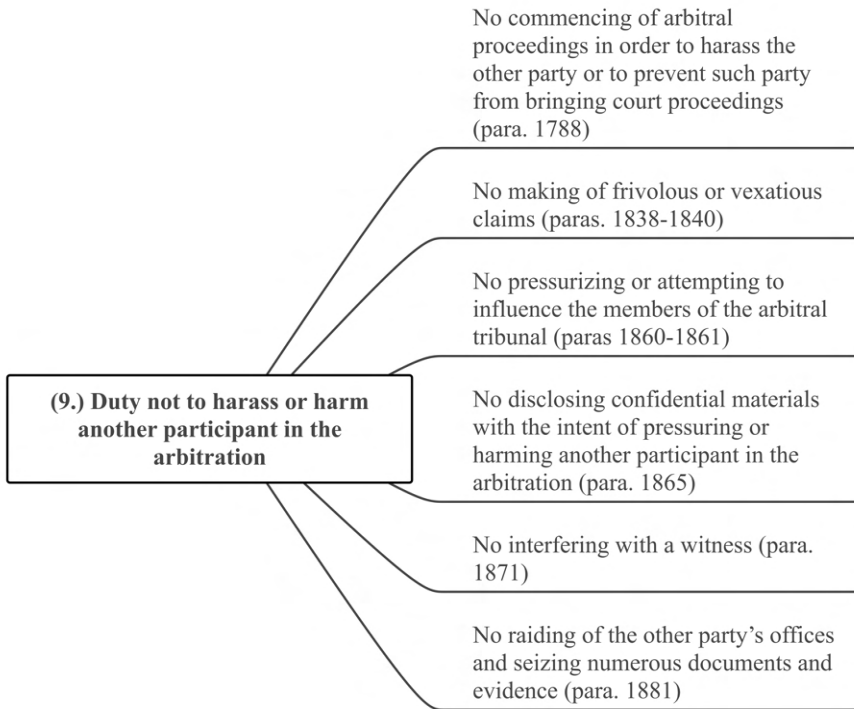 No commencing of arbitral
proceedings in order to harass the
other party or to prevent such party
from bringing court proceedings
(para. 1788)
No making of frivolous or vexatious
claims (paras. 1838-1840)
No pressurizing or attempting to
influence the members of the arbitral
tribunal (paras 1860-1861)
(9.) Duty not to harass or harm
another participant in the
arbitration
No disclosing confidential materials
with the intent of pressuring or
harming another participant in the
arbitration (para. 1865)
No interfering with a witness (para.
1871)
No raiding of the other party’s offices
and seizing numerous documents and
evidence (para. 1881)